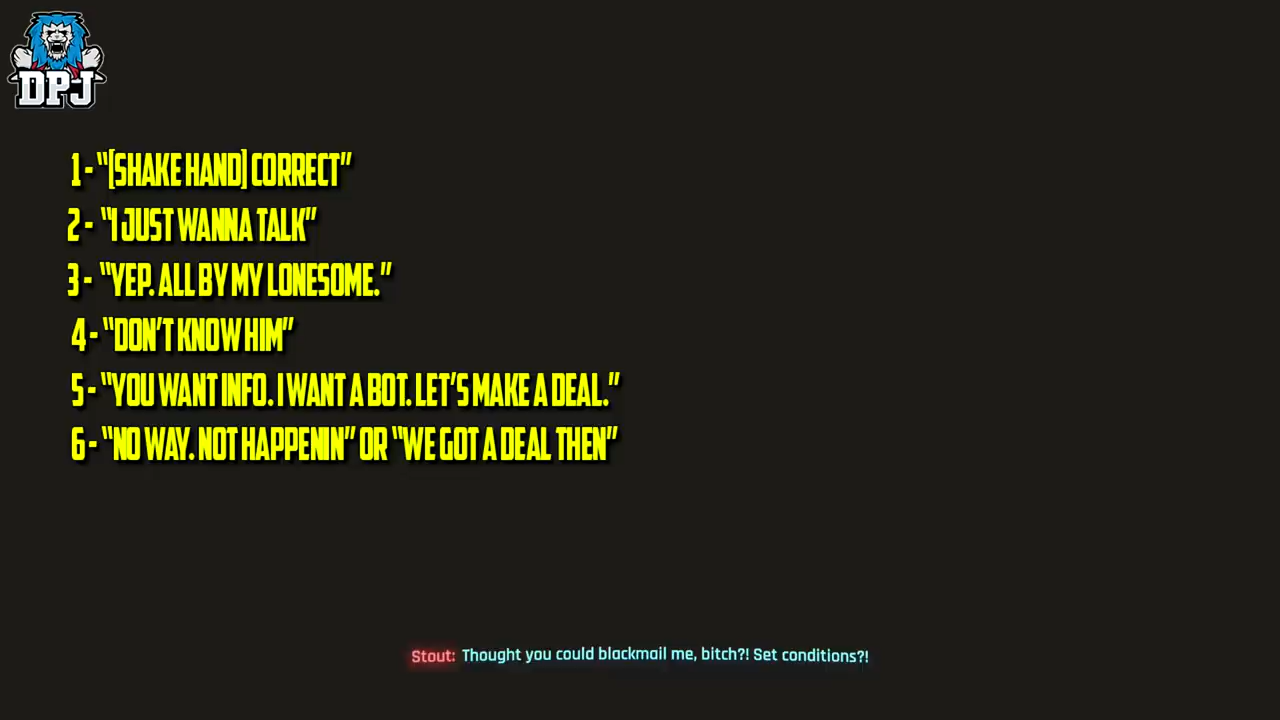 DPJ
1 - "[SHAKE HAND] CORRECT"
2 - "I JUST WANNA TALK"
3 - "YEP. ALL BY MY LONESOME."
4 - "DON'T KNOW HIM"
5 - "YOU WANT INFO. I WANT A BOT. LET'S MAKE A DEAL."
6 - "NO WAY. NOT HAPPENIN" OR "WE GOT A DEAL THEN"
Stout: Thought you could blackmail me, bitch?! Set conditions?!